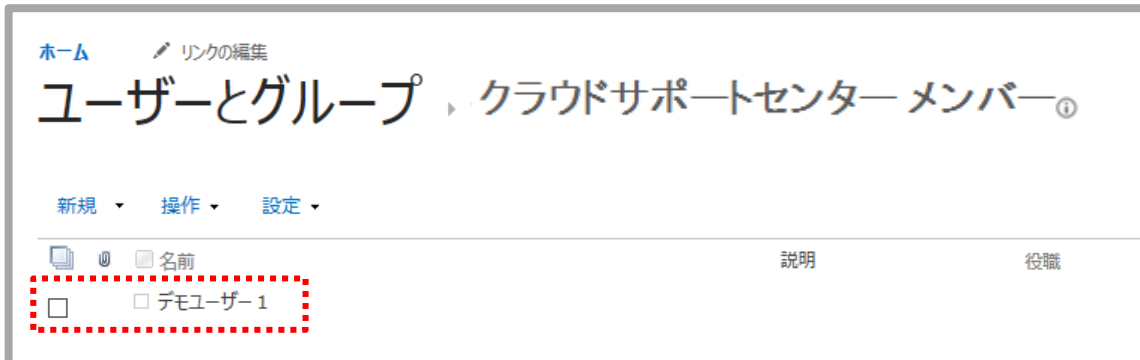 ホーム リンクの編集
ユーザーとグループ クラウドサポートセンター メンバー
新規 操作 設定
名前 説明 役職
デモユーザー1